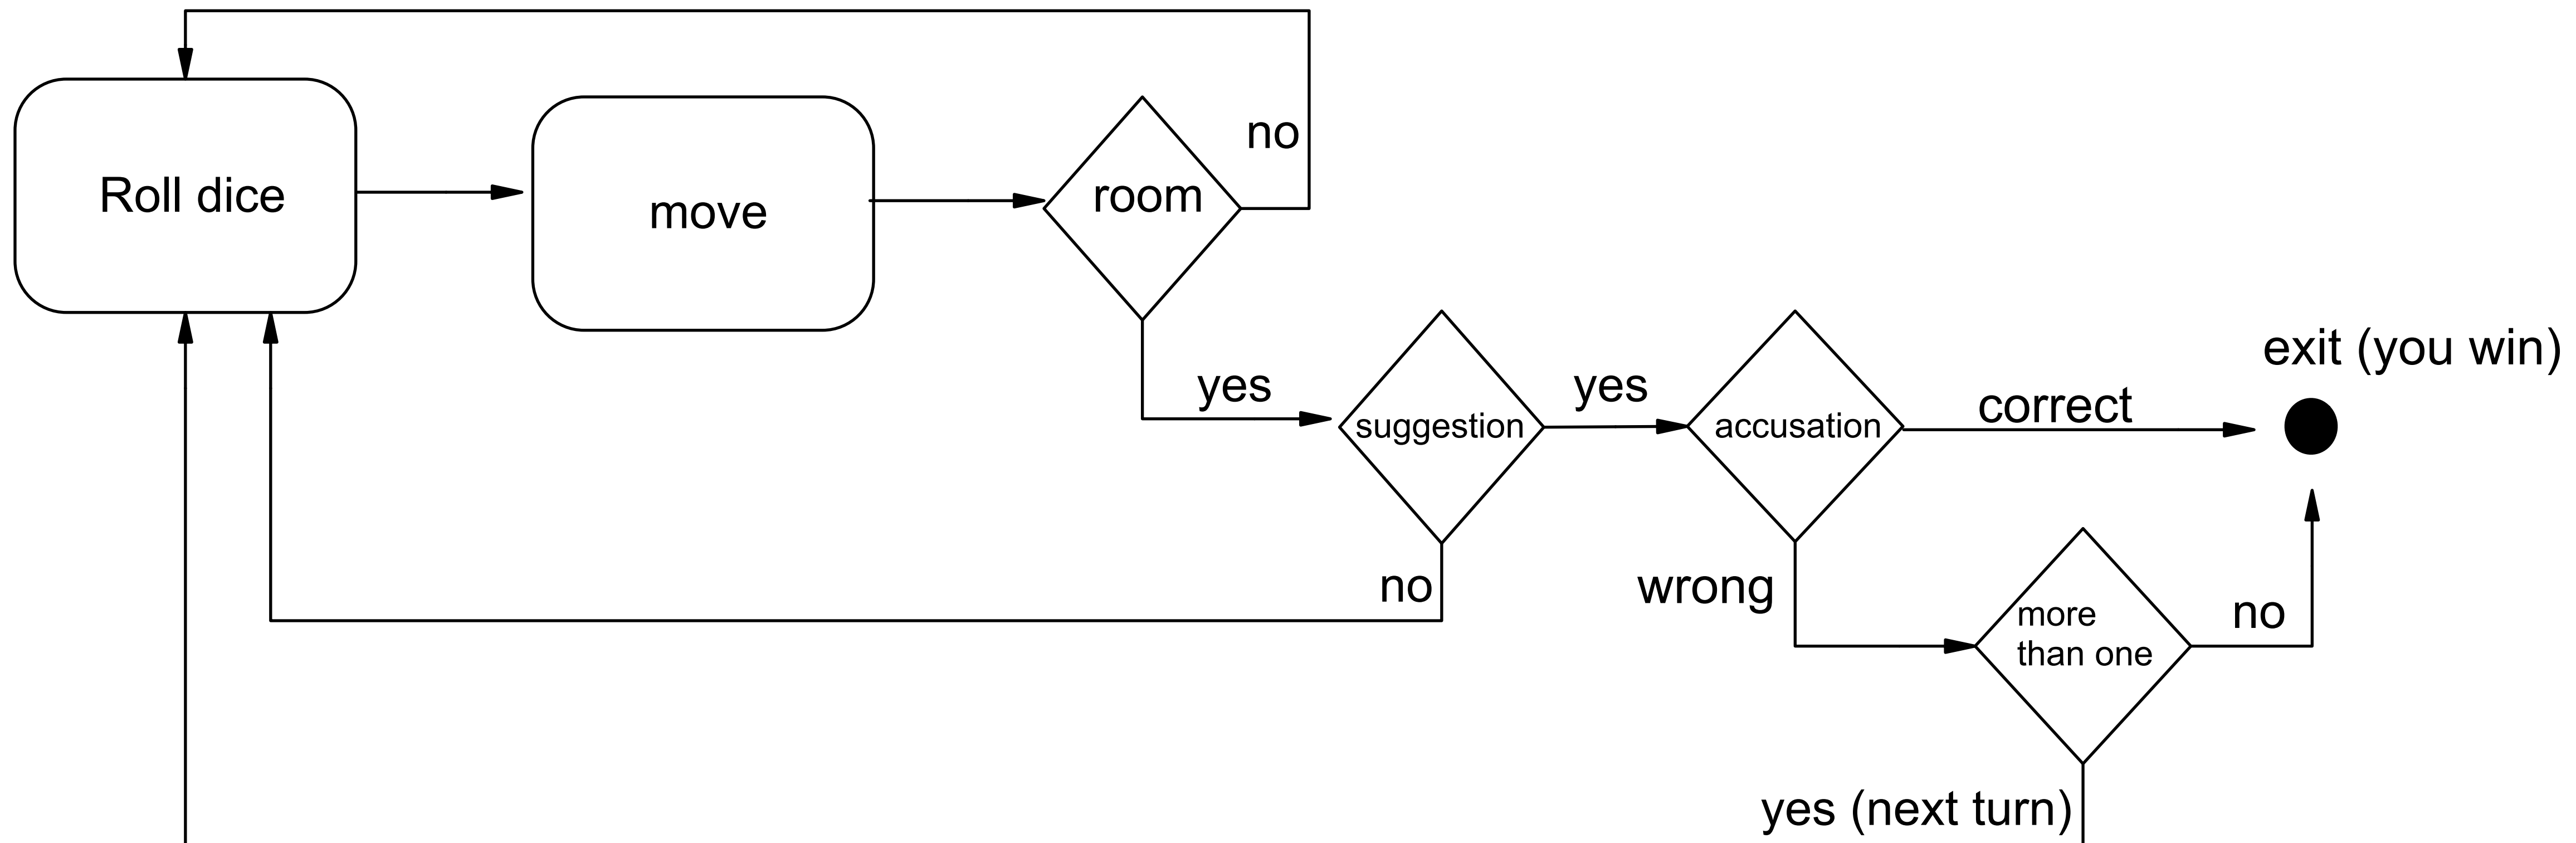 no
Roll dice
move
room
exit (you win)
yes
yes
correct
suggestion
accusation
no
wrong
more
than one
no
yes (next turn)